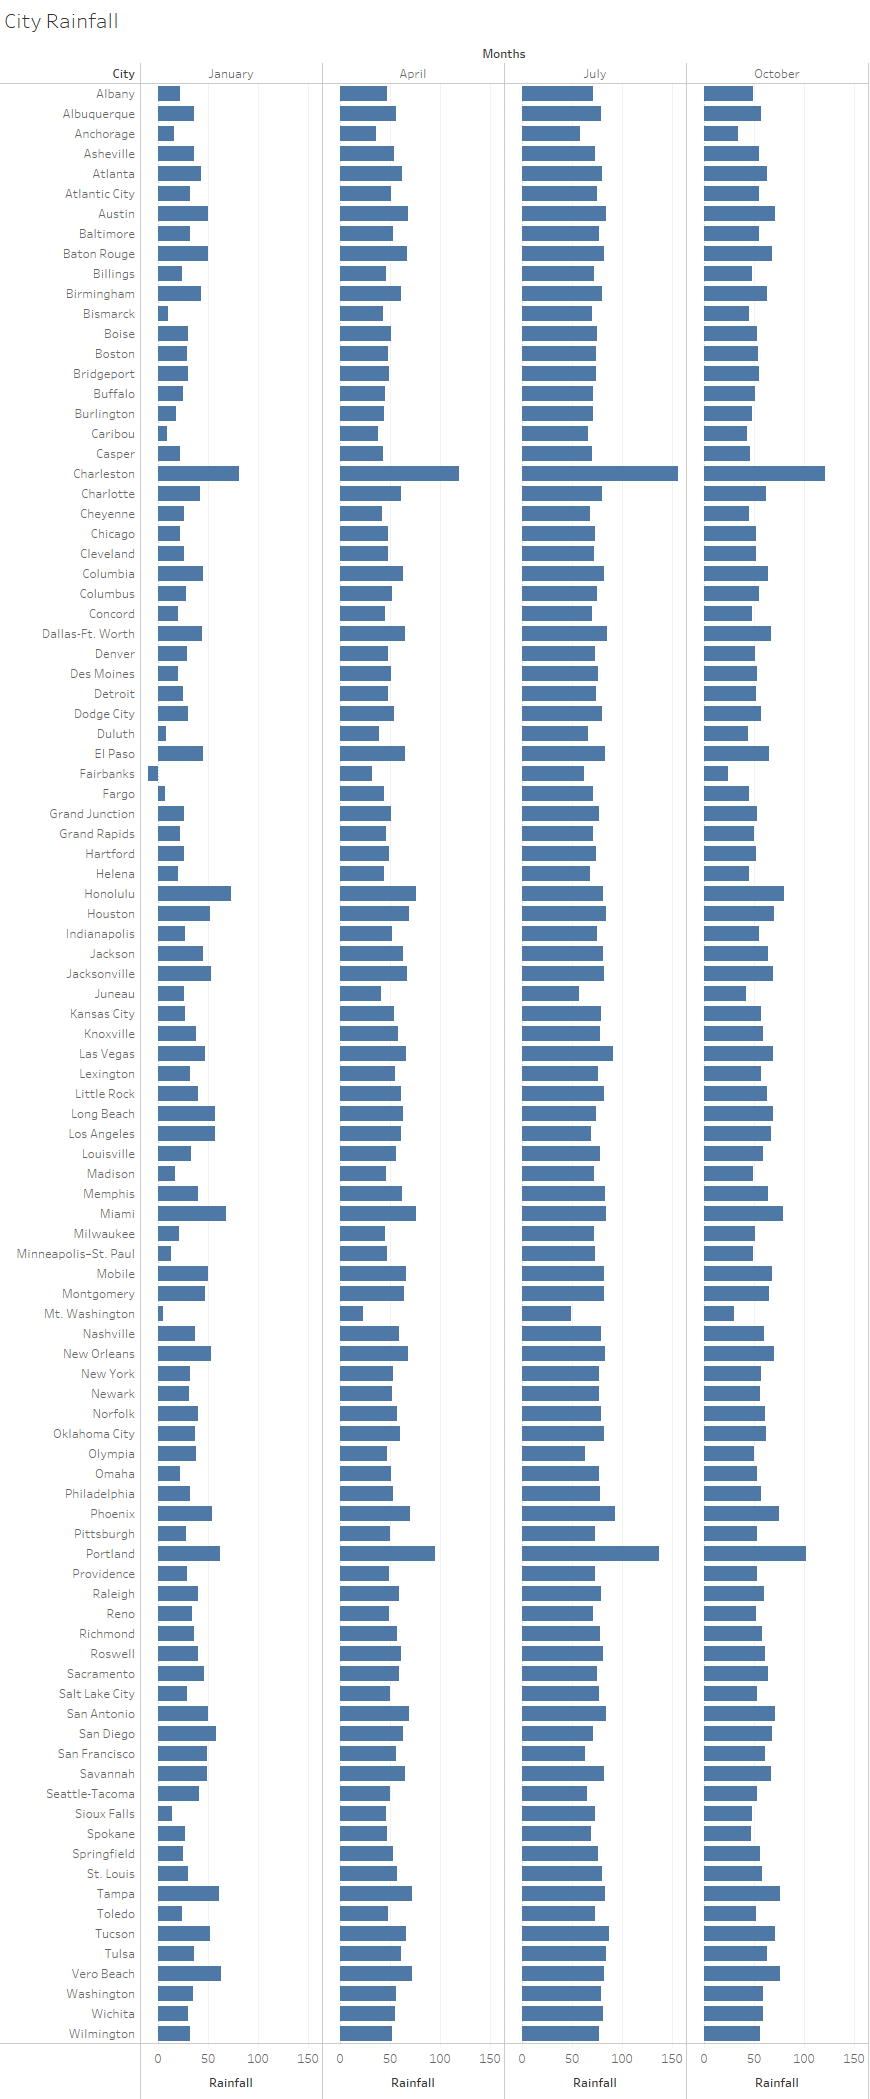 City Rainfall
Months
City January April July October
Albany
Albuquerque
Anchorage
Asheville
Atlanta
Atlantic City
Austin
Baltimore
Baton Rouge
Billings
Birmingham
Bismarck
Boise
Boston
Bridgeport
Buffalo
Burlington
Caribou
Casper
Charleston
Charlotte
Cheyenne
Chicago
Cleveland
Columbia
Columbus
Concord
Dallas-Ft. Worth
Denver
Des Moines
Detroit
Dodge City
Duluth
El Paso
Fairbanks
Fargo
Grand Junction
Grand Rapids
Hartford
Helena
Honolulu
Houston
Indianapolis
Jackson
Jacksonville
Juneau
Kansas City
Knoxville
Las Vegas
Lexington
Little Rock
Long Beach
Los Angeles
Louisville
Madison
Memphis
Miami
Milwaukee
Minneapolis–St. Paul
Mobile
Montgomery
Mt. Washington
Nashville
New Orleans
New York
Newark
Norfolk
Oklahoma City
Olympia
Omaha
Philadelphia
Phoenix
Pittsburgh
Portland
Providence
Raleigh
Reno
Richmond
Roswell
Sacramento
Salt Lake City
San Antonio
San Diego
San Francisco
Savannah
Seattle-Tacoma
Sioux Falls
Spokane
Springfield
St. Louis
Tampa
Toledo
Tucson
Tulsa
Vero Beach
Washington
Wichita
Wilmington
0 50 100 150 0 50 100 150 0 50 100 150 0 50 100 150
Rainfall Rainfall Rainfall Rainfall